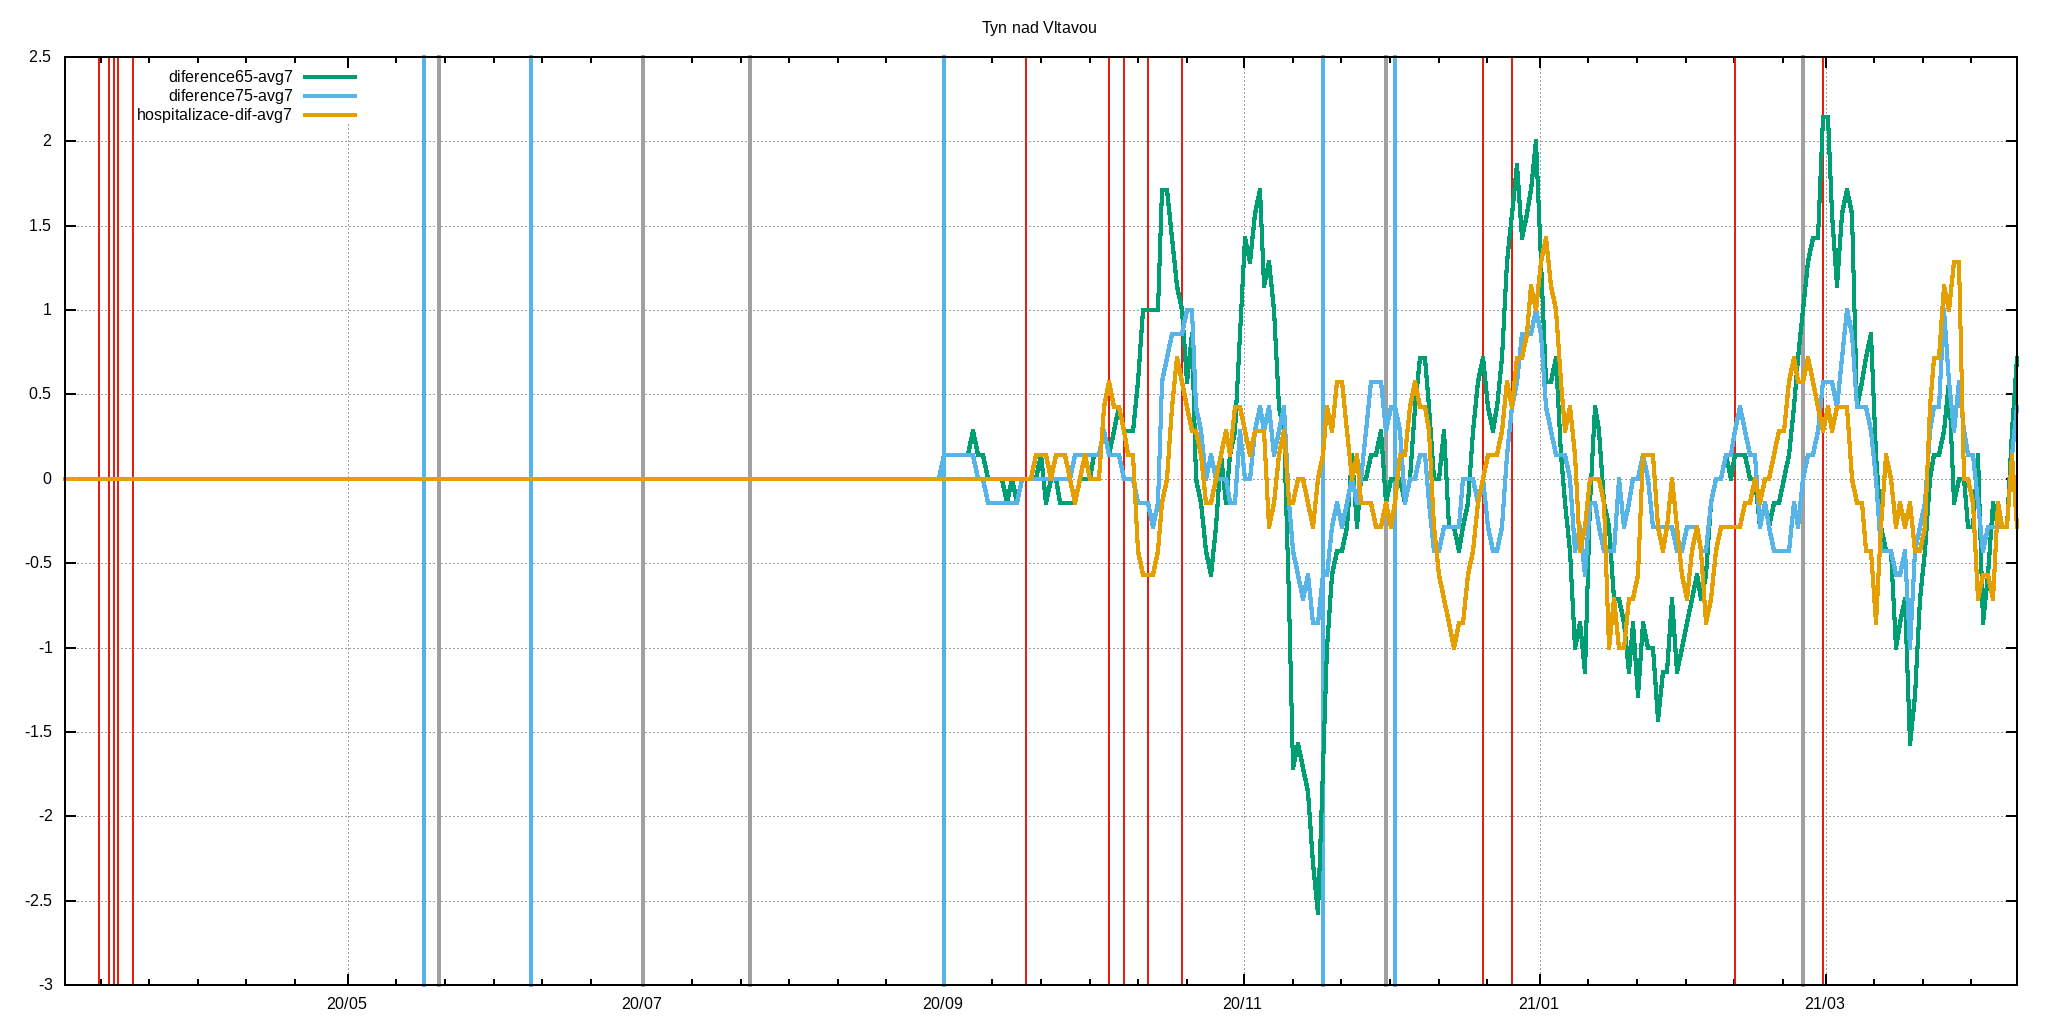 Tyn nad Vltavou
diference65-avg7
diference75-avg7
hospitalizace-dif-avg7
2.5
2
1.5
1
0.5
0
-0.5
-1
-1.5
-2
-2.5
-3
20/05 20/07 20/09 20/11 21/01 21/03